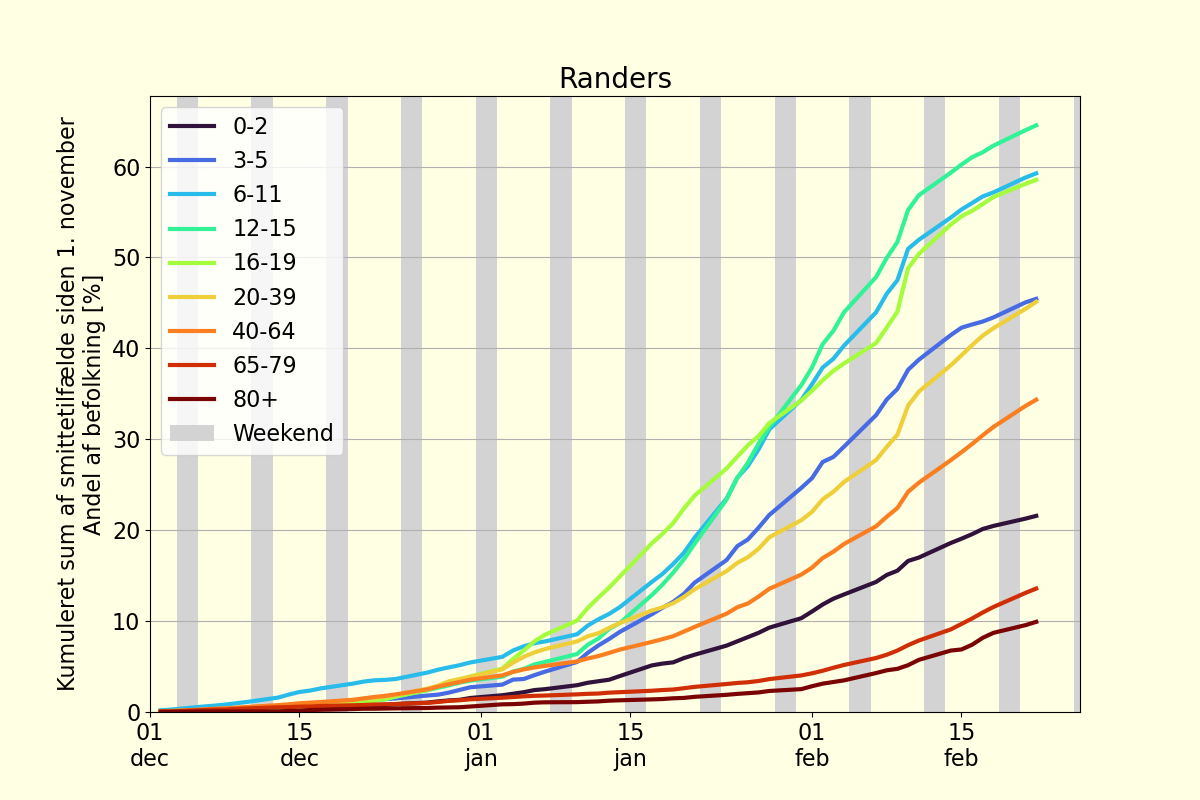 Randers
Kumuleret sum af smittetilfælde siden 1. november
Andel af befolkning [%]
60
50
40
30
20
10
0
0-2
3-5
6-11
12-15
16-19
20-39
40-64
65-79
80+
Weekend
01 15 01 15 01 15
dec dec jan jan feb feb